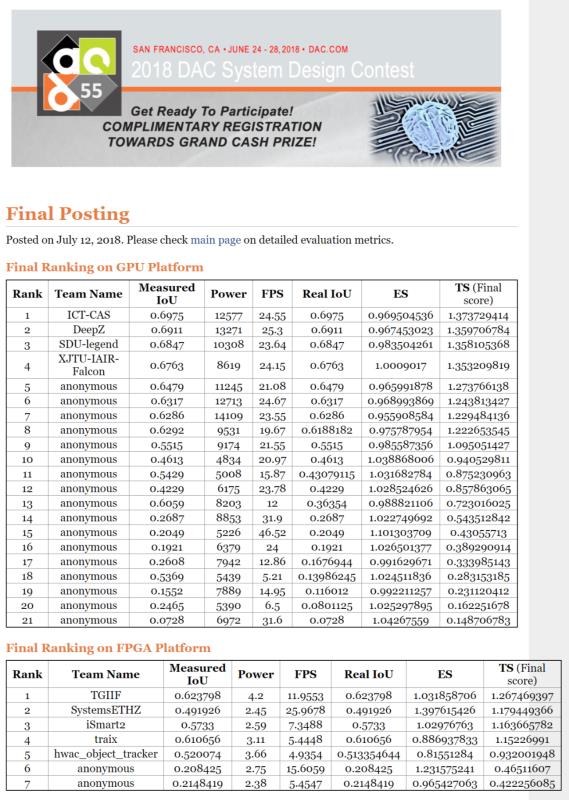 SAN FRANCISCO, CA • JUNE 24 - 28, 2018 • DAC.COM
2018 DAC System Design Contest
55
Get Ready To Participate!
COMPLIMENTARY REGISTRATION
TOWARDS GRAND CASH PRIZE!
Final Posting
Posted on July 12, 2018. Please check main page on detailed evaluation metrics.
Final Ranking on GPU Platform
Rank Team Name Measured IoU Power FPS Real IoU ES TS (Final score)
1 ICT-CAS 0.6975 12577 24.55 0.6975 0.969504536 1.373729414
2 DeepZ 0.6911 13271 25.3 0.6911 0.967453023 1.359706784
3 SDU-legend 0.6847 10308 23.64 0.6847 0.983504261 1.358105368
4 XJTU-IAIR-Falcon 0.6763 8619 24.15 0.6763 1.0009017 1.353209819
5 anonymous 0.6479 11245 21.08 0.6479 0.965991878 1.273766138
6 anonymous 0.6317 12713 24.67 0.6317 0.968993869 1.243813427
7 anonymous 0.6286 14109 23.55 0.6286 0.955908584 1.229484136
8 anonymous 0.6292 9531 19.67 0.6188182 0.975787954 1.222653545
9 anonymous 0.5515 9174 21.55 0.5515 0.985587356 1.095051427
10 anonymous 0.4613 4834 20.97 0.4613 1.038868006 0.940529811
11 anonymous 0.5429 5008 15.87 0.43079115 1.031682784 0.875230963
12 anonymous 0.4229 6175 23.78 0.4229 1.028524626 0.857863065
13 anonymous 0.6059 8203 12 0.36354 0.988821106 0.723016025
14 anonymous 0.2687 8853 31.9 0.2687 1.022749692 0.543512842
15 anonymous 0.2049 5226 46.52 0.2049 1.101303709 0.43055713
16 anonymous 0.1921 6379 24 0.1921 1.026501377 0.389290914
17 anonymous 0.2608 7942 12.86 0.1676944 0.991629671 0.333985143
18 anonymous 0.5369 5439 5.21 0.13986245 1.024511836 0.283153185
19 anonymous 0.1552 7889 14.95 0.116012 0.992211257 0.231120412
20 anonymous 0.2465 5390 6.5 0.0801125 1.025297895 0.162251678
21 anonymous 0.0728 6972 31.6 0.0728 1.04267559 0.148706783
Final Ranking on FPGA Platform
Rank Team Name Measured IoU Power FPS Real IoU ES TS (Final score)
1 TGIIF 0.623798 4.2 11.9553 0.623798 1.031858706 1.267469397
2 SystemsETHZ 0.491926 2.45 25.9678 0.491926 1.397615426 1.179449366
3 iSmart2 0.5733 2.59 7.3488 0.5733 1.02976763 1.163665782
4 traix 0.610656 3.11 5.4448 0.610656 0.886937833 1.15226991
5 hwac_object_tracker 0.520074 3.66 4.9354 0.513354644 0.81551284 0.932001948
6 anonymous 0.208425 2.75 15.6059 0.208425 1.231575241 0.46511607
7 anonymous 0.2148419 2.38 5.4547 0.2148419 0.965427063 0.422256085